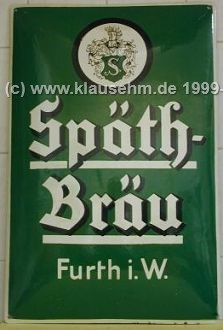 S
(c) www.klausehm.de 1999-
Späth-
Bräu
Furth i. W.